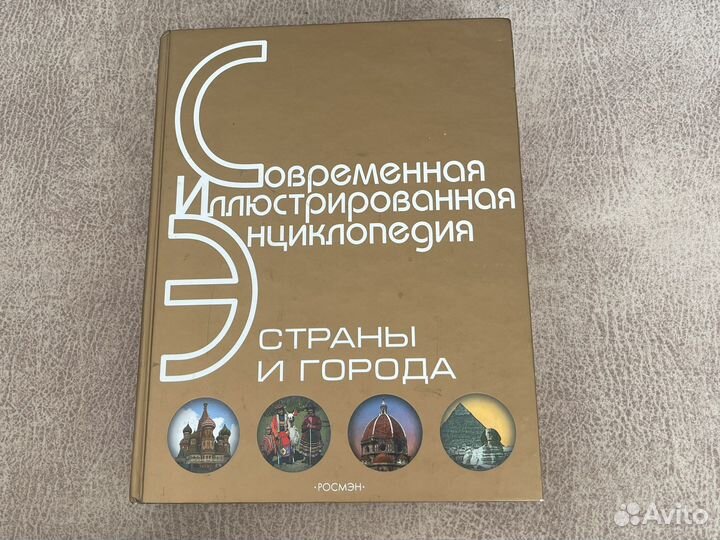 Современная
Иллюстрированная
Энциклопедия
СТРАНЫ
И ГОРОДА
·РОСМЭН·
Avito